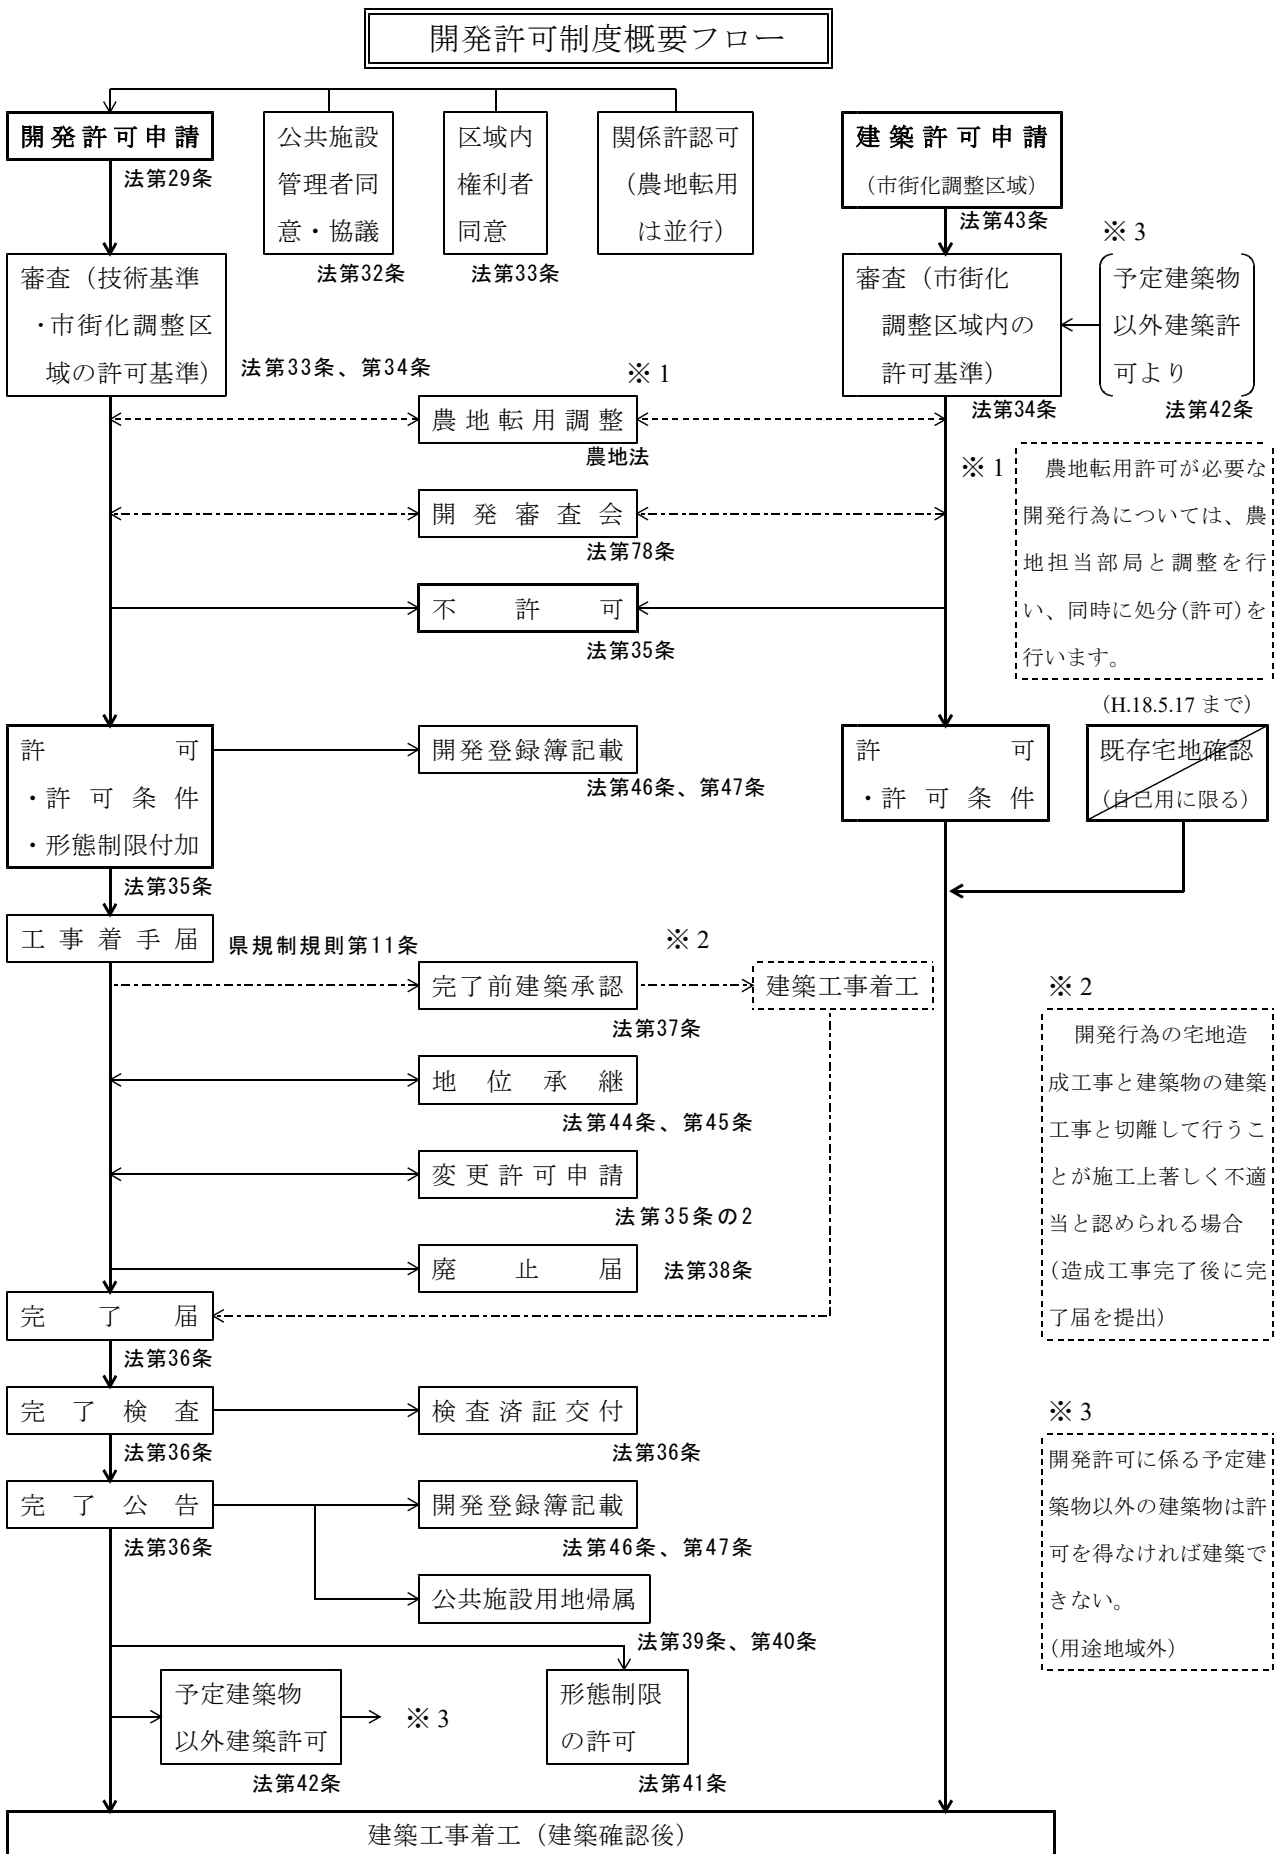 開発許可制度概要フロー
開発許可申請
法第29条
公共施設
管理者同
意・協議
法第32条
区域内
権利者
同意
法第33条
関係許認可
(農地転用
は並行)
建築許可申請
(市街化調整区域)
法第43条
審査(技術基準
・市街化調整区
域の許可基準)
法第33条、第34条
審査(市街化
調整区域内の
許可基準)
法第34条
※3
予定建築物
以外建築許
可より
法第42条
※1
農地転用調整
農地法
開発審査会
法第78条
不許可
法第35条
※1
農地転用許可が必要な
開発行為については、農
地担当部局と調整を行
い、同時に処分(許可)を
行います。
許可
・許可条件
・形態制限付加
法第35条
開発登録簿記載
法第46条、第47条
許可
・許可条件
(H.18.5.17 まで)
既存宅地確認
(自己用に限る)
工事着手届
県規制規則第11条
※2
完了前建築承認
法第37条
建築工事着工
地位承継
法第44条、第45条
変更許可申請
法第35条の2
廃止届
法第38条
※2
開発行為の宅地造
成工事と建築物の建築
工事と切離して行うこ
とが施工上著しく不適
当と認められる場合
(造成工事完了後に完
了届を提出)
完了届
法第36条
完了検査
法第36条
検査済証交付
法第36条
完了公告
法第36条
開発登録簿記載
法第46条、第47条
公共施設用地帰属
法第39条、第40条
※3
開発許可に係る予定建
築物以外の建築物は許
可を得なければ建築で
きない。
(用途地域外)
予定建築物
以外建築許可
法第42条
※3
形態制限
の許可
法第41条
建築工事着工(建築確認後)